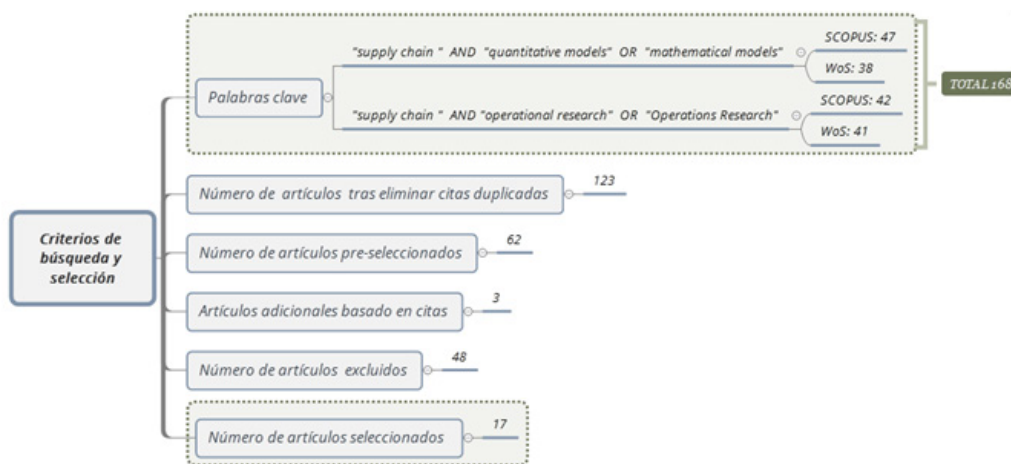 "supply chain " AND "quantitative models" OR "mathematical models"
SCOPUS: 47
WoS: 38
TOTAL 168
Palabras clave
"supply chain " AND "operational research" OR "Operations Research"
SCOPUS: 42
WoS: 41
Número de artículos tras eliminar citas duplicadas
123
Criterios de
búsqueda y
selección
Número de artículos pre-seleccionados
62
Artículos adicionales basado en citas
3
Número de artículos excluidos
48
Número de artículos seleccionados
17